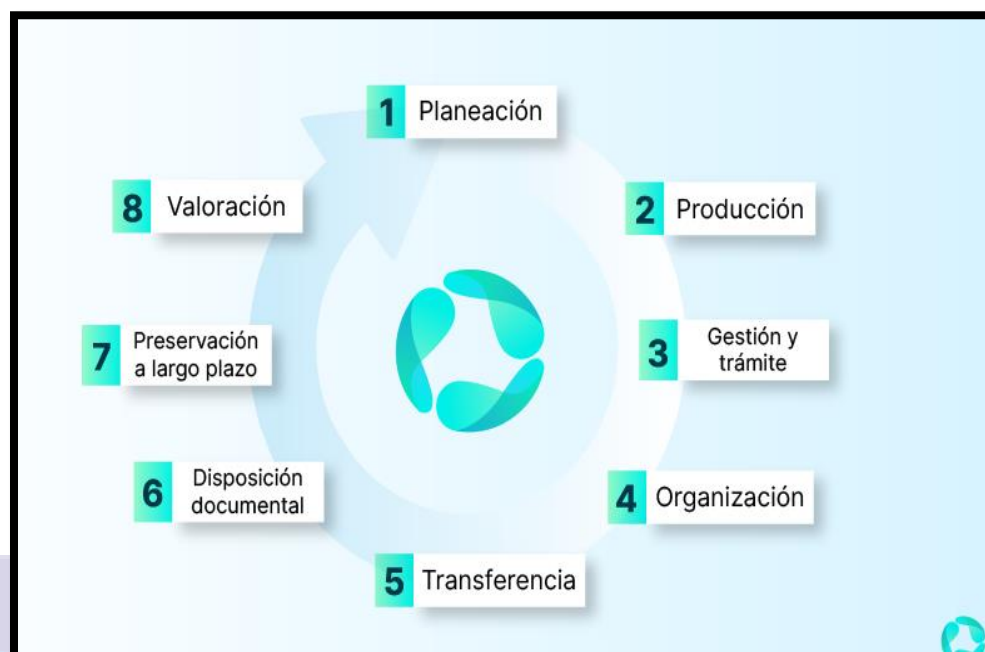 1 Planeación
2 Producción
3 Gestión y
trámite
4 Organización
5 Transferencia
6 Disposición
documental
7 Preservación
a largo plazo
8 Valoración